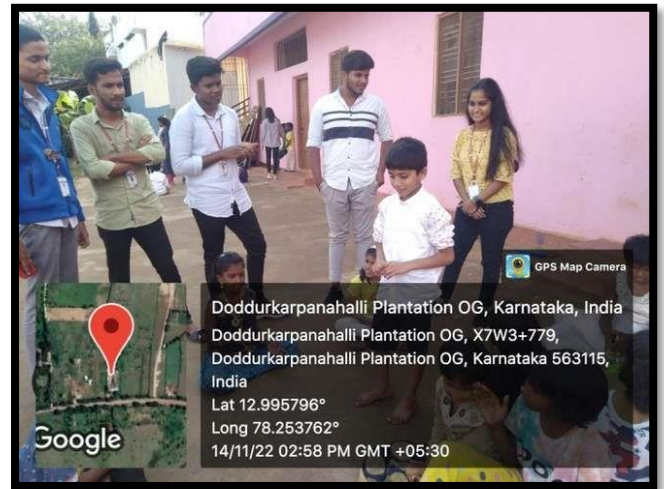 GPS Map Camera
Doddurkarpanahalli Plantation OG, Karnataka, India
Doddurkarpanahalli Plantation OG, X7W3+779,
Doddurkarpanahalli Plantation OG, Karnataka 563115,
India
Lat 12.995796°
Long 78.253762°
14/11/22 02:58 PM GMT +05:30
Google